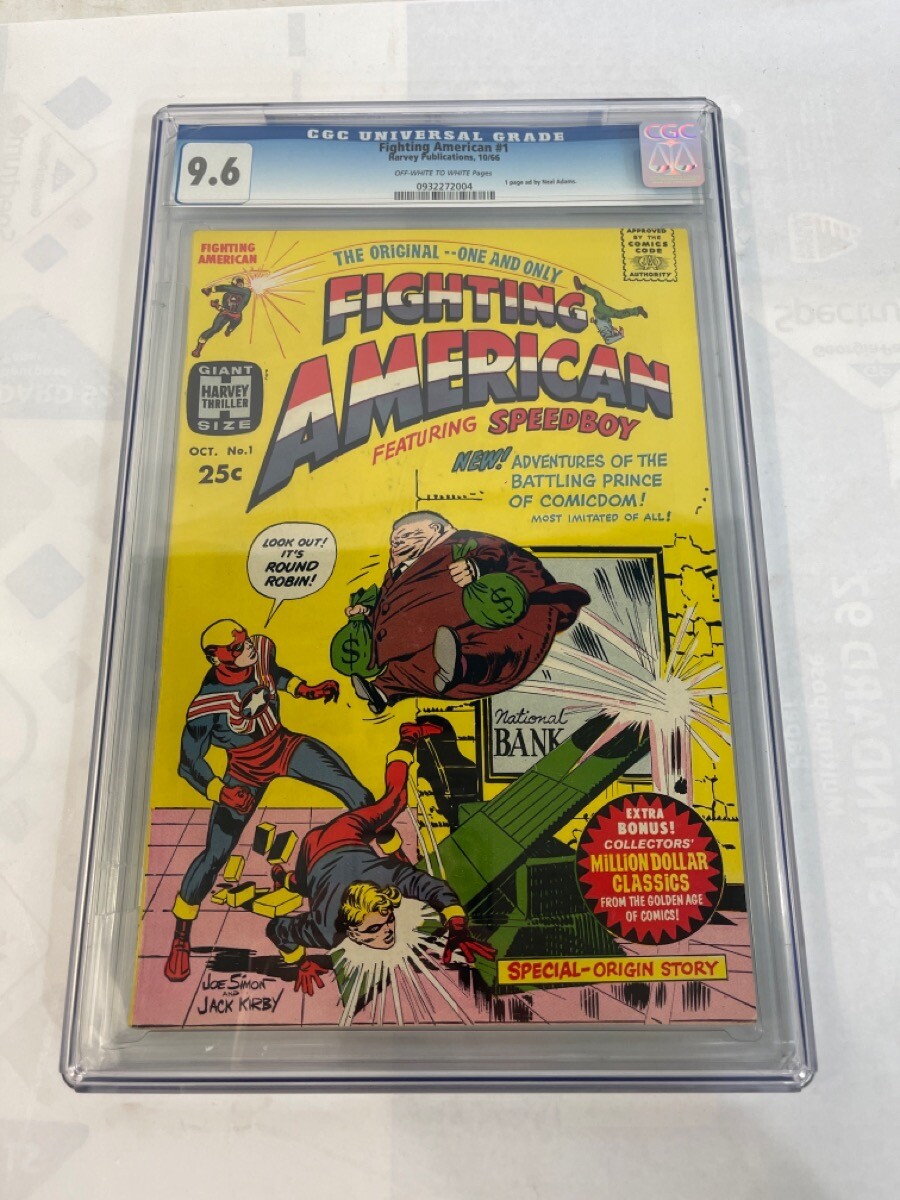 CGC UNIVERSAL GRADE
9.6
Fighting American #1
Harvey Publications, 10/66
OFF-WHITE TO WHITE Pages
1 page ad by Neal Adams.
0932272004
CGC
FIGHTING
AMERICAN
THE ORIGINAL --ONE AND ONLY
FIGHTING
AMERICAN
FEATURING SPEEDBOY
APPROVED
BY THE
COMICS
CODE
AUTHORITY
GIANT
HARVEY
THRILLER
SIZE
OCT. No.1
25c
NEW! ADVENTURES OF THE
BATTLING PRINCE
OF COMICDOM!
MOST IMITATED OF ALL!
LOOK OUT!
IT'S
ROUND
ROBIN!
$
$
National
BANK
EXTRA
BONUS!
COLLECTORS'
MILLION DOLLAR
CLASSICS
FROM THE GOLDEN AGE
OF COMICS!
SPECIAL-ORIGIN STORY
JOE SIMON
AND
JACK KIRBY